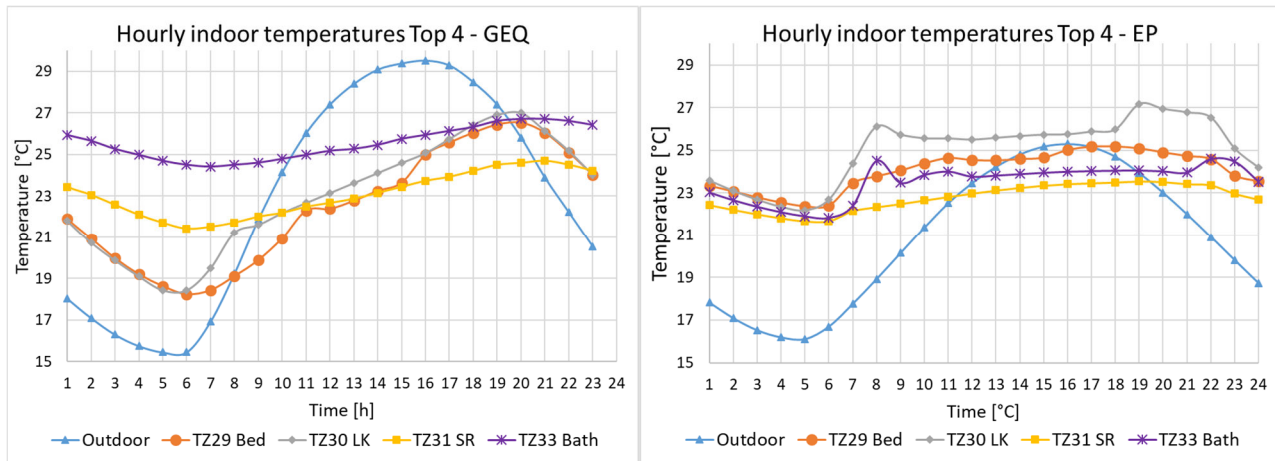 Hourly indoor temperatures Top 4 - GEQ
Temperature [°C]
29
27
25
23
21
19
17
15
1 2 3 4 5 6 7 8 9 10 11 12 13 14 15 16 17 18 19 20 21 22 23 24
Time [h]
Outdoor TZ29 Bed TZ30 LK TZ31 SR TZ33 Bath
Hourly indoor temperatures Top 4 - EP
Temperature [°C]
29
27
25
23
21
19
17
15
1 2 3 4 5 6 7 8 9 10 11 12 13 14 15 16 17 18 19 20 21 22 23 24
Time [°C]
Outdoor TZ29 Bed TZ30 LK TZ31 SR TZ33 Bath